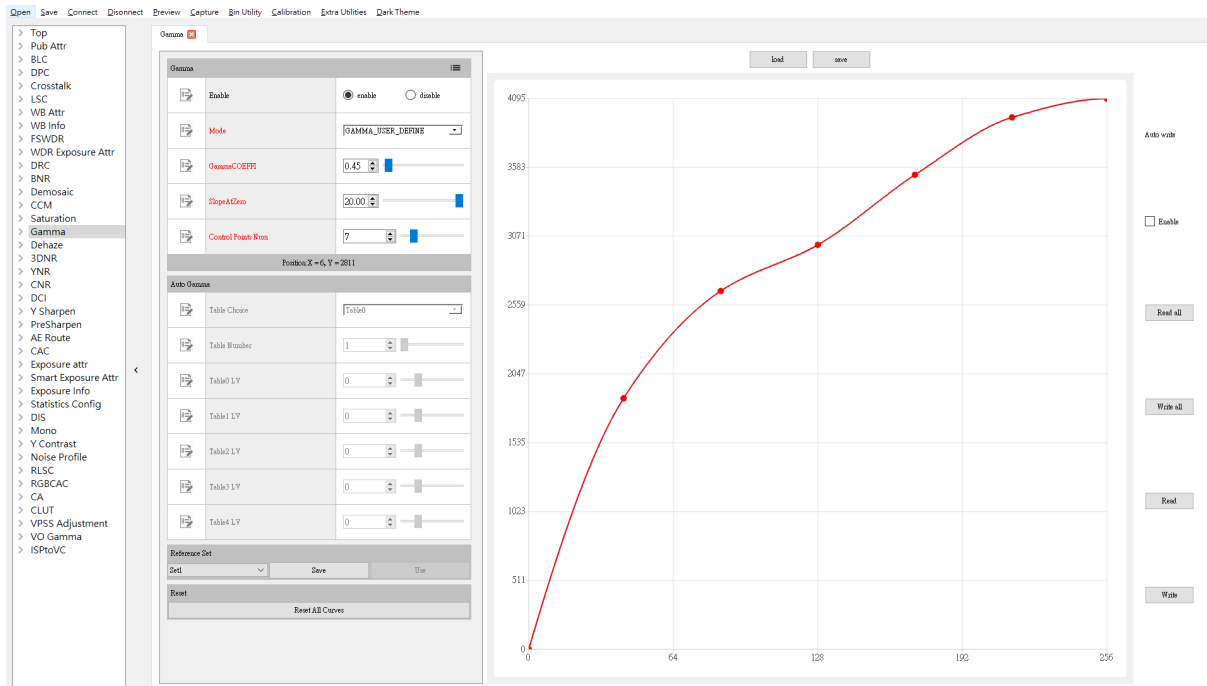 Open Save Connect Disonnect Preview Capture Bin Utility Calibration Extra Utilities Dark Theme
Top
Pub Attr
BLC
DPC
Crosstalk
LSC
WB Attr
WB Info
FSWDR
WDR Exposure Attr
DRC
BNR
Demosaic
CCM
Saturation
Gamma
Dehaze
3DNR
YNR
CNR
DCI
Y Sharpen
PreSharpen
AE Route
CAC
Exposure attr
Smart Exposure Attr
Exposure Info
Statistics Config
DIS
Mono
Y Contrast
Noise Profile
RLSC
RGBCAC
CA
CLUT
VPSS Adjustment
VO Gamma
ISPtoVC
Gamma
Gamma
Enable enable disable
Mode GAMMA_USER_DEFINE
GammaCOEFFI 0.45
SlopeAtZero 20.00
Control Points Num 7
Position:X = 6, Y = 2811
Auto Gamma
Table Choice Table0
Table Number 1
Table0 LV 0
Table1 LV 0
Table2 LV 0
Table3 LV 0
Table4 LV 0
Reference Set
Set1 Save Use
Reset
Reset All Curves
load save
4095
3583
3071
2559
2047
1535
1023
511
0
0 64 128 192 256
Auto write
Enable
Read all
Write all
Read
Write